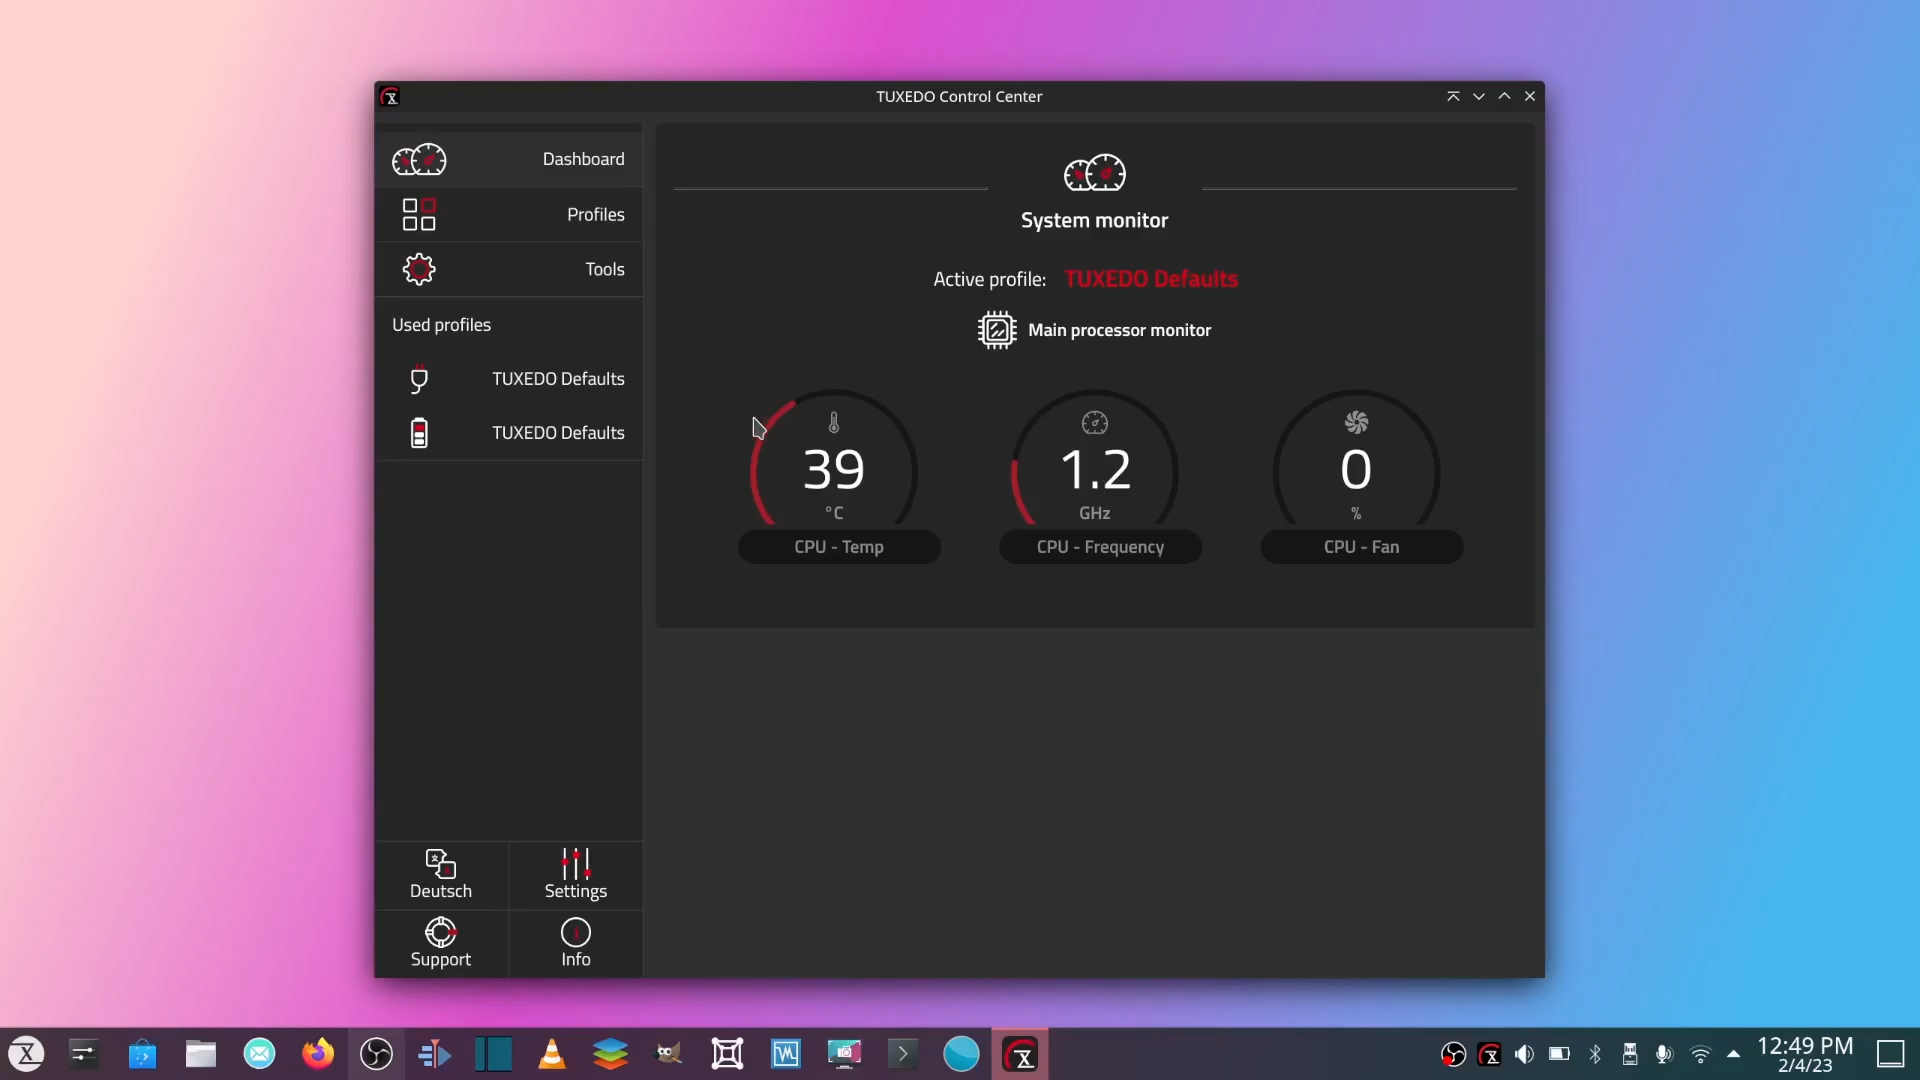 TUXEDO Control Center
Dashboard
Profiles
Tools
Used profiles
TUXEDO Defaults
TUXEDO Defaults
Deutsch
Settings
Support
Info
System monitor
Active profile: TUXEDO Defaults
Main processor monitor
39
°C
CPU - Temp
1.2
GHz
CPU - Frequency
0
%
CPU - Fan
12:49 PM
2/4/23